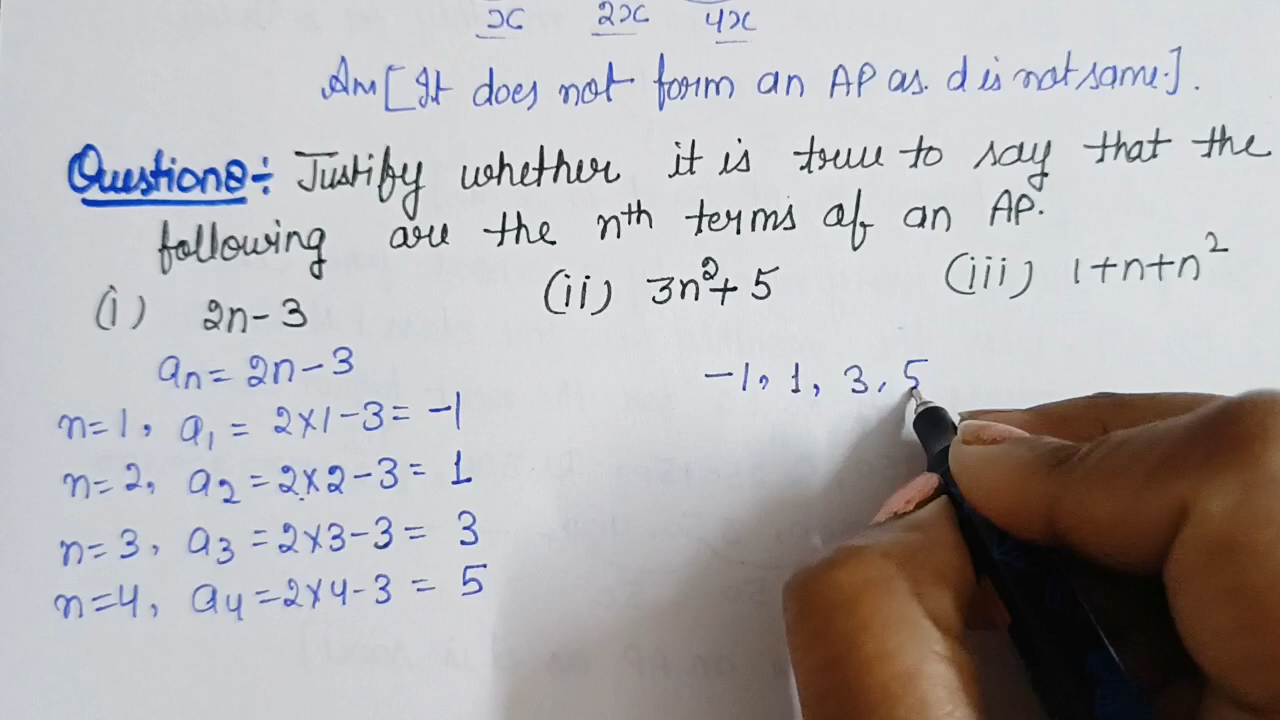 x 2x 4x
Ans [It does not form an AP as d is not same.].
Question 8÷ Justify whether it is true to say that the
following are the nth terms of an AP.
(i) 2n-3 (ii) 3n²+5 (iii) 1+n+n²
an = 2n-3
-1, 1, 3, 5
n=1, a₁ = 2×1-3 = -1
n=2, a₂ = 2×2-3 = 1
n=3, a₃ = 2×3-3 = 3
n=4, a₄ = 2×4-3 = 5